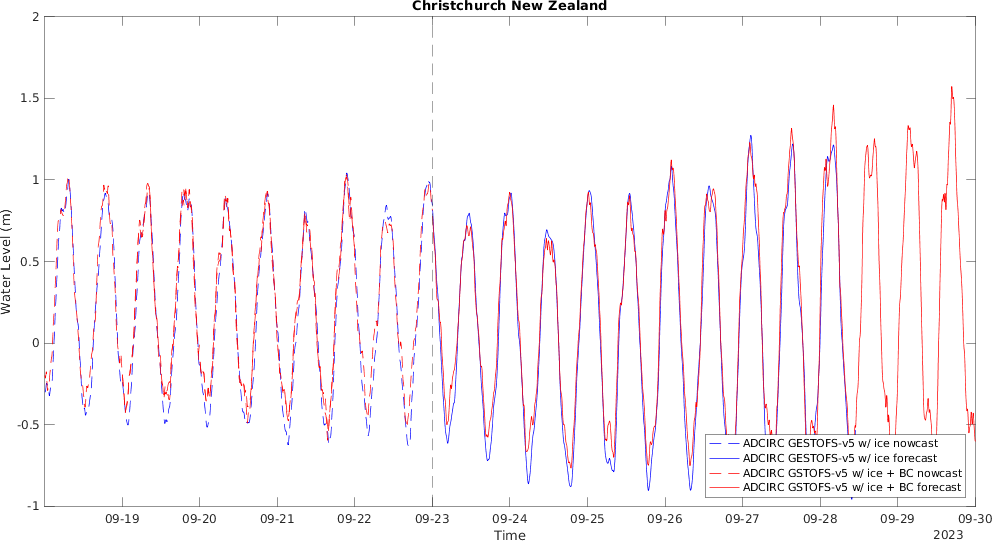 Christchurch New Zealand
2
1.5
1
0.5
0
-0.5
-1
Water Level (m)
09-19
09-20
09-21
09-22
09-23
09-24
09-25
09-26
09-27
09-28
09-29
09-30
Time
2023
ADCIRC GESTOFS-v5 w/ ice nowcast
ADCIRC GESTOFS-v5 w/ ice forecast
ADCIRC GSTOFS-v5 w/ ice + BC nowcast
ADCIRC GSTOFS-v5 w/ ice + BC forecast